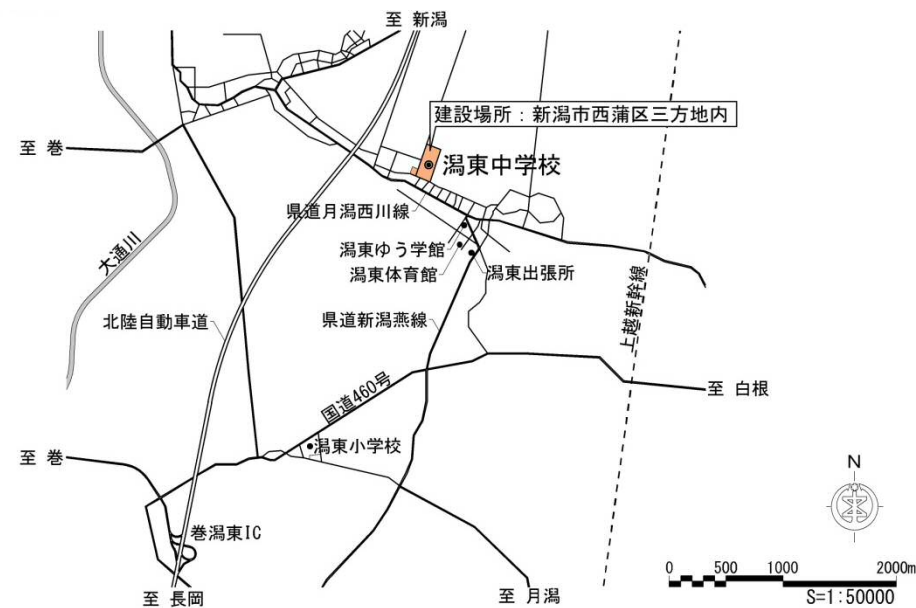 至 新潟
建設場所：新潟市西蒲区三方地内
至 巻
潟東中学校
県道月潟西川線
潟東ゆう学館
大通川
潟東体育館
潟東出張所
上越新幹線
北陸自動車道
県道新潟燕線
至 白根
国道460号
潟東小学校
至 巻
N
巻潟東IC
0 500 1000 2000m
至 長岡
至 月潟
S=1:50000